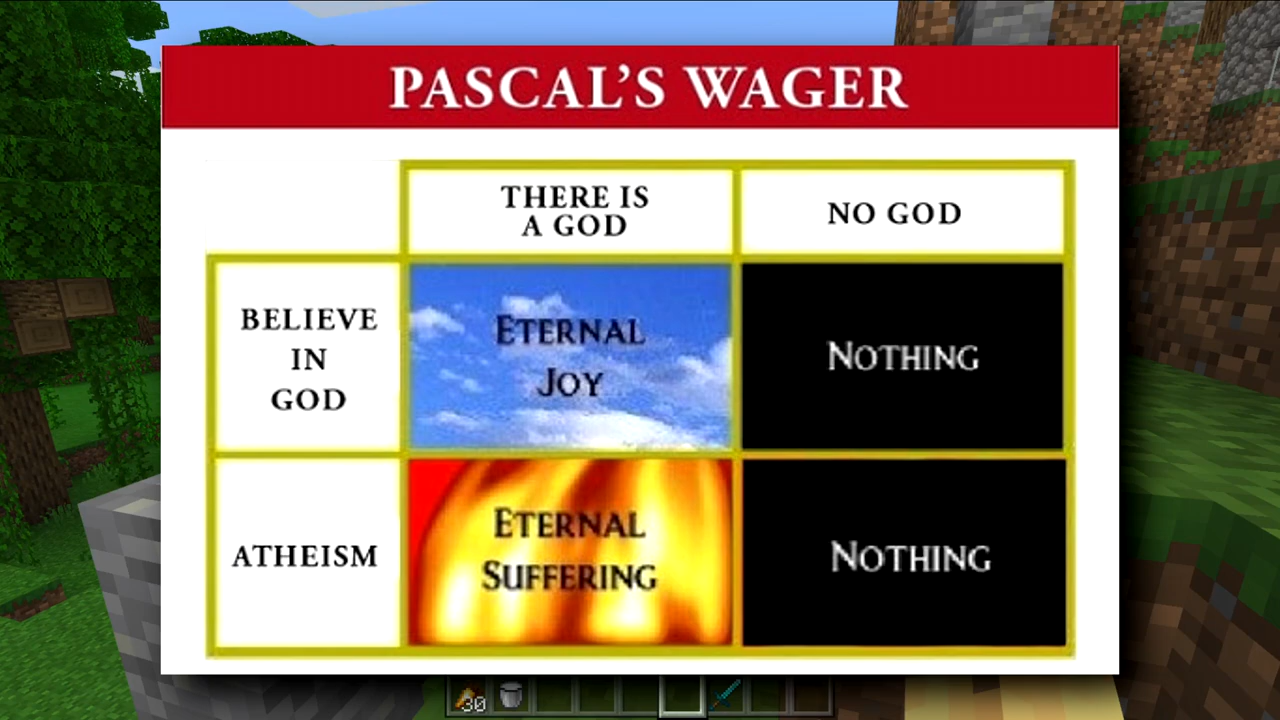 PASCAL'S WAGER
THERE IS
A GOD
NO GOD
BELIEVE
IN
GOD
ETERNAL
JOY
NOTHING
ATHEISM
ETERNAL
SUFFERING
NOTHING
30